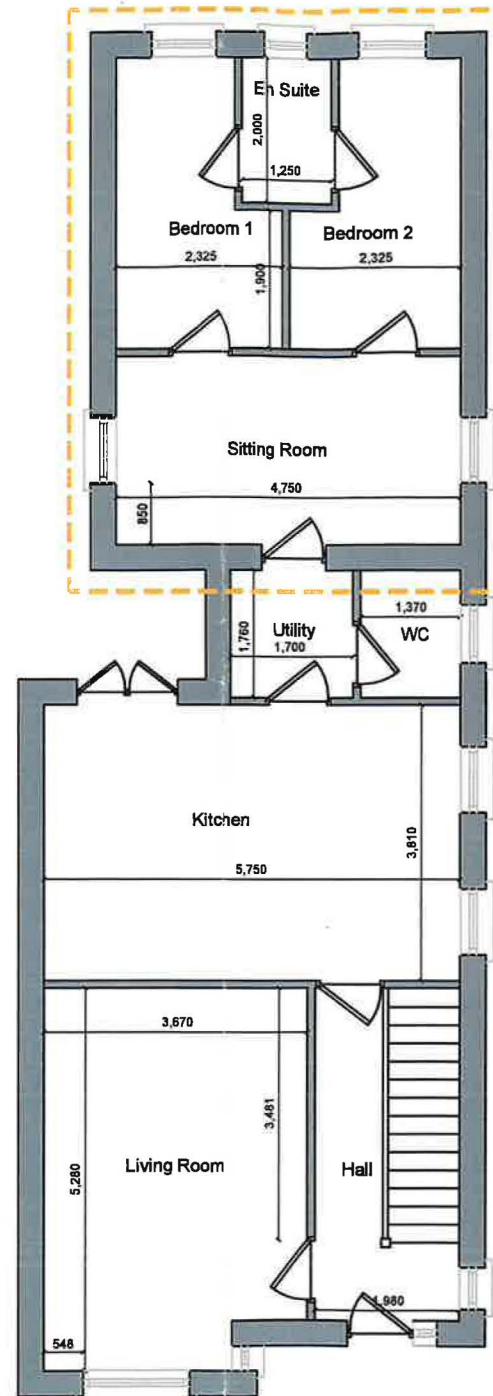 En Suite
2,000
1,250
Bedroom 1
Bedroom 2
2,325
2,325
1,900
Sitting Room
4,750
850
Utility
WC
1,370
1,760
1,700
Kitchen
3,810
5,750
3,670
3,481
5,280
Living Room
Hall
1,980
548